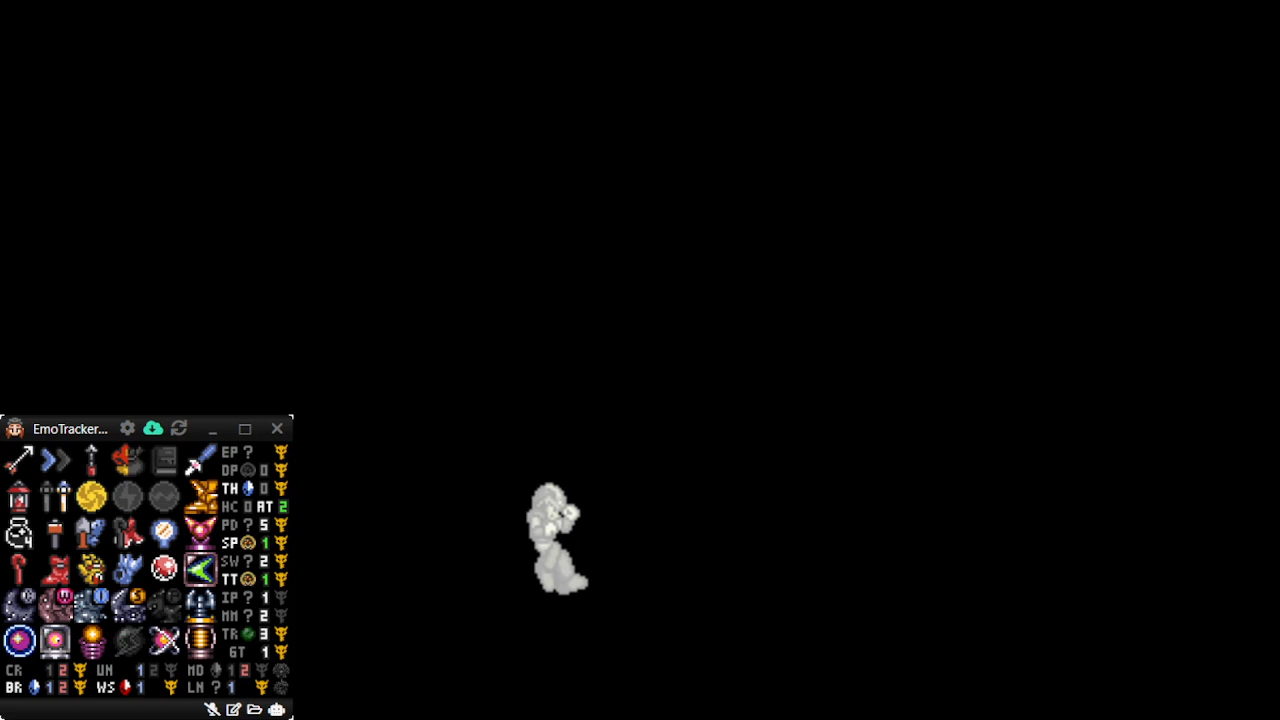 EmoTracker...
4
EP ?
DP 0
TH 0
HC 0 AT 2
PD ? 5
SP 1
SW ? 2
TT 1
IP ? 1
MM ? 2
TR 3
GT 1
CR 1 2 UN 1 2 MD 1 2
BR 1 2 WS 1 LN ? 1